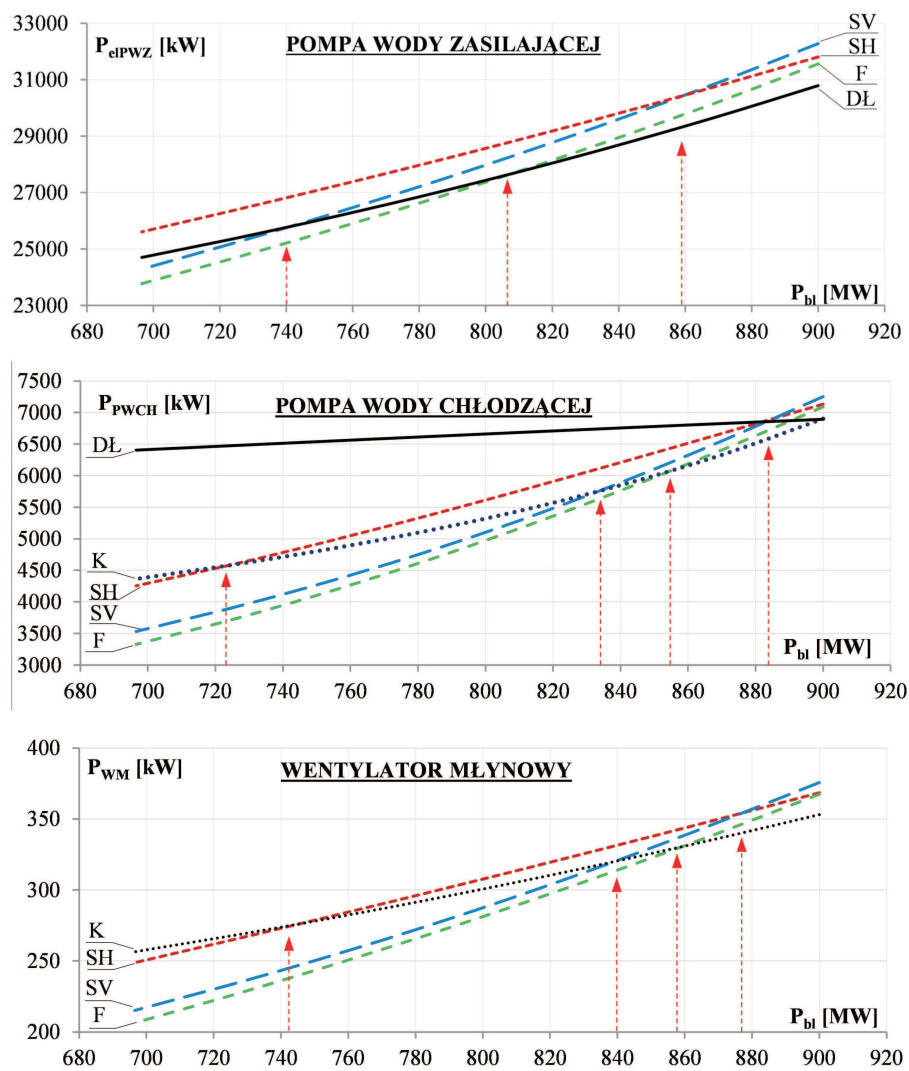 33000
P_elPWZ [kW]
POMPA WODY ZASILAJĄCEJ
SV
SH
31000
F
DŁ
29000
27000
25000
23000
P_bl [MW]
680 700 720 740 760 780 800 820 840 860 880 900 920
7500
P_PWCH [kW]
POMPA WODY CHŁODZĄCEJ
7000
6500
DŁ
6000
5500
5000
4500
K
SH
4000
SV
3500
F
3000
P_bl [MW]
680 700 720 740 760 780 800 820 840 860 880 900 920
400
P_WM [kW]
WENTYLATOR MŁYNOWY
350
300
K
250
SH
SV
F
200
P_bl [MW]
680 700 720 740 760 780 800 820 840 860 880 900 920